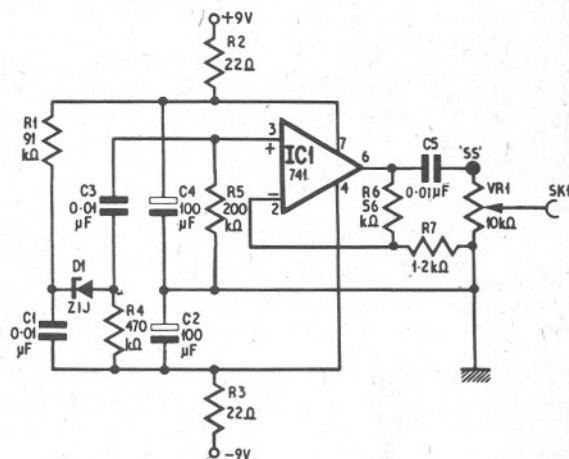 +9V
R2
22Ω
R1
91
kΩ
C3
0·01
µF
C4
100
µF
R5
200
kΩ
3
+
IC1
741
7
6
4
−
2
C5
0·01µF
'SS'
R6
56
kΩ
R7
1·2kΩ
VR1
10kΩ
SK1
D1
Z1J
C1
0·01
µF
R4
470
kΩ
C2
100
µF
R3
22Ω
-9V